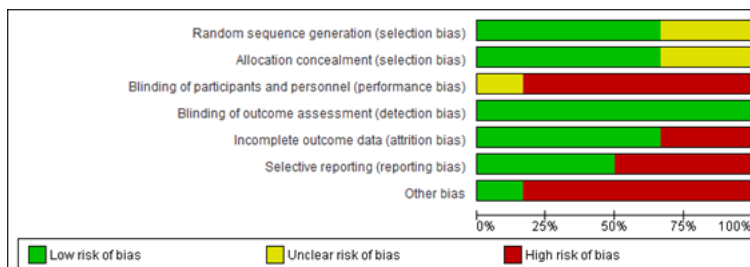 Random sequence generation (selection bias)
Allocation concealment (selection bias)
Blinding of participants and personnel (performance bias)
Blinding of outcome assessment (detection bias)
Incomplete outcome data (attrition bias)
Selective reporting (reporting bias)
Other bias
0% 25% 50% 75% 100%
Low risk of bias Unclear risk of bias High risk of bias